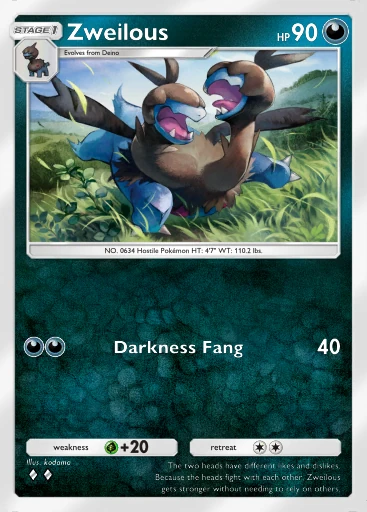 STAGE 1
Zweilous
HP 90
Evolves from Deino
NO. 0634 Hostile Pokémon HT: 4'7" WT: 110.2 lbs.
Darkness Fang 40
weakness +20 retreat
Illus. kodama
The two heads have different likes and dislikes.
Because the heads fight with each other, Zweilous
gets stronger without needing to rely on others.